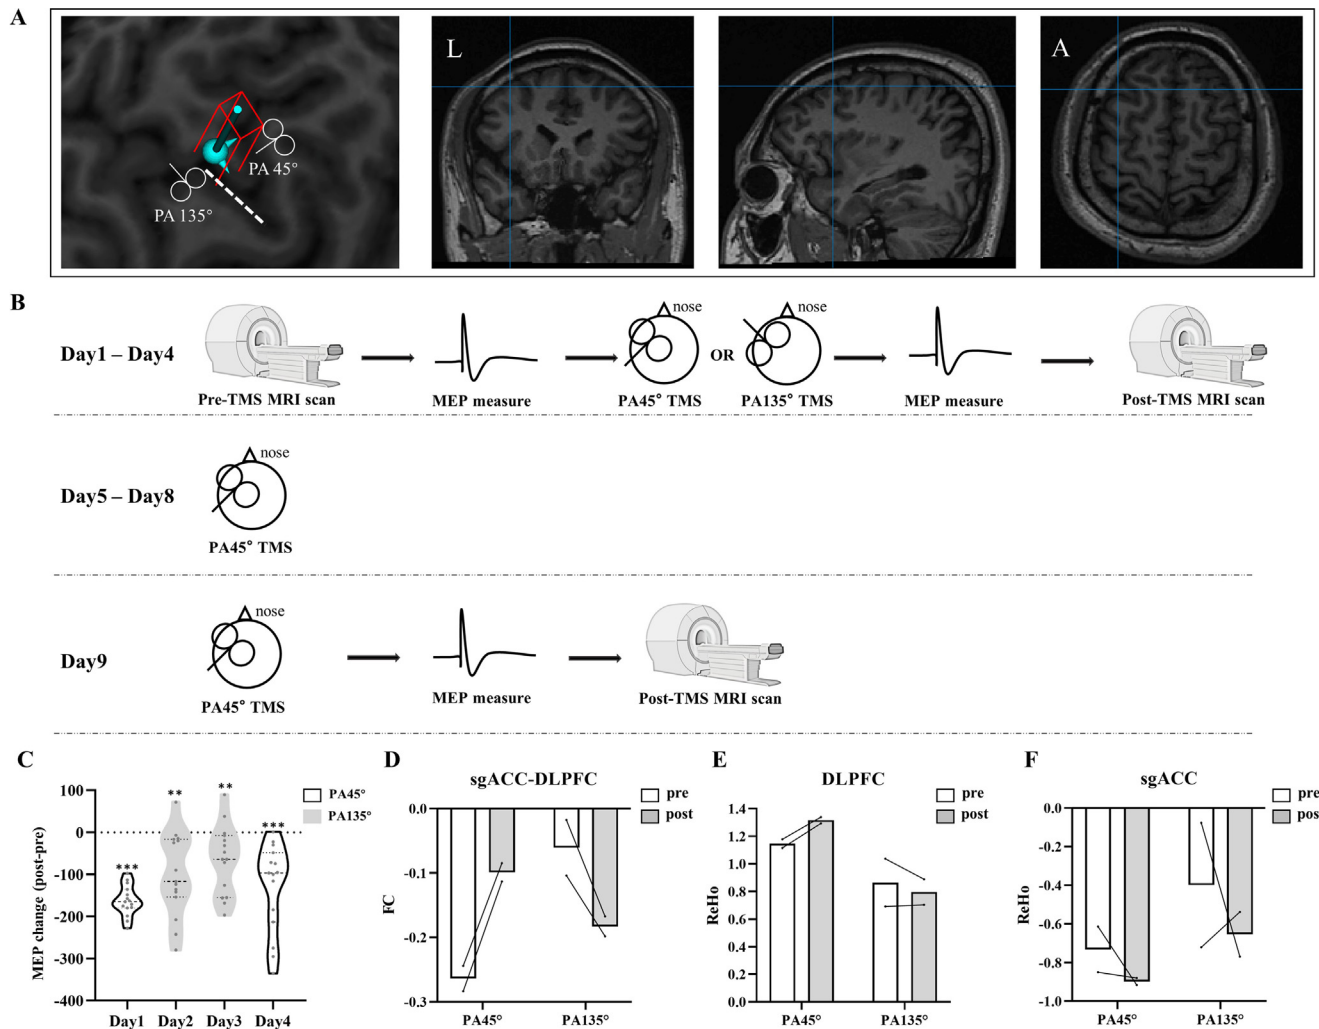 A
L
A
PA 45°
PA 135°
B
Day1 – Day4
nose
nose
OR
Pre-TMS MRI scan
MEP measure
PA45° TMS
PA135° TMS
MEP measure
Post-TMS MRI scan
Day5 – Day8
nose
PA45° TMS
Day9
nose
PA45° TMS
MEP measure
Post-TMS MRI scan
C
MEP change (post-pre)
100
0
-100
-200
-300
-400
***
**
**
***
PA45°
PA135°
Day1 Day2 Day3 Day4
D
sgACC-DLPFC
pre
post
FC
0.0
-0.1
-0.2
-0.3
PA45° PA135°
E
DLPFC
pre
post
ReHo
1.4
1.2
1.0
0.8
0.6
0.4
0.2
0.0
PA45° PA135°
F
sgACC
pre
post
ReHo
0.0
-0.2
-0.4
-0.6
-0.8
-1.0
PA45° PA135°